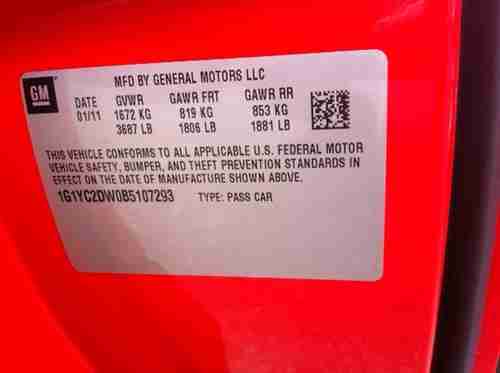 GM
MFD BY GENERAL MOTORS LLC
DATE GVWR GAWR FRT GAWR RR
01/11 1672 KG 819 KG 853 KG
3687 LB 1806 LB 1881 LB
THIS VEHICLE CONFORMS TO ALL APPLICABLE U.S. FEDERAL MOTOR
VEHICLE SAFETY, BUMPER, AND THEFT PREVENTION STANDARDS IN
EFFECT ON THE DATE OF MANUFACTURE SHOWN ABOVE.
1G1YC2DW0B5107293 TYPE: PASS CAR